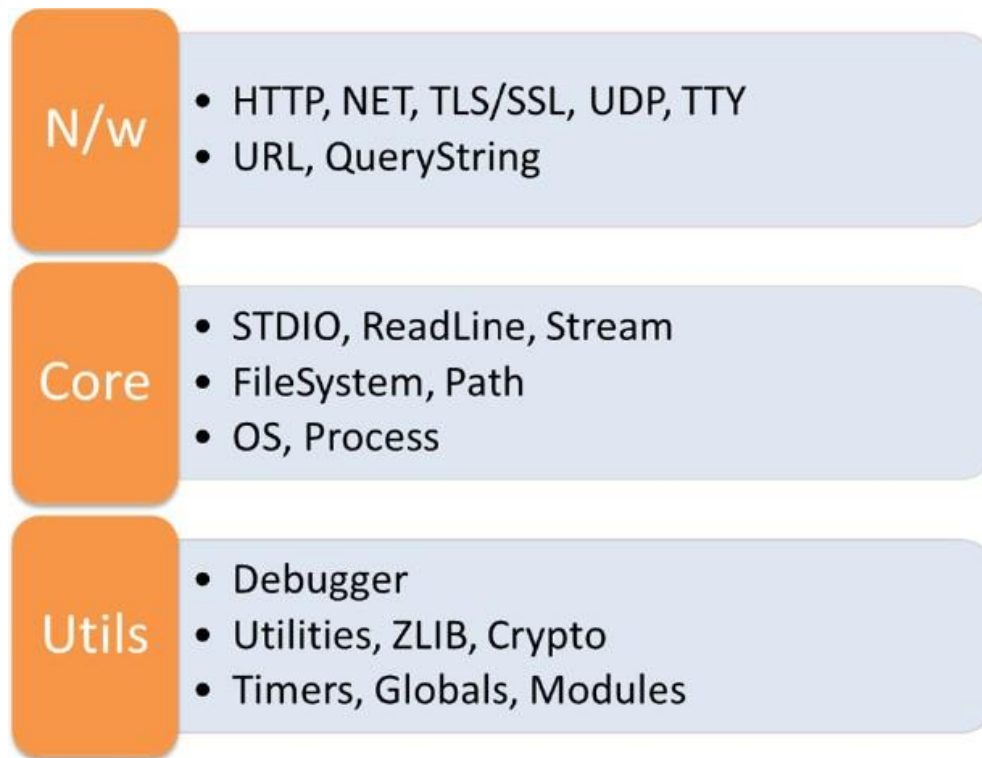 N/w
• HTTP, NET, TLS/SSL, UDP, TTY
• URL, QueryString
Core
• STDIO, ReadLine, Stream
• FileSystem, Path
• OS, Process
Utils
• Debugger
• Utilities, ZLIB, Crypto
• Timers, Globals, Modules